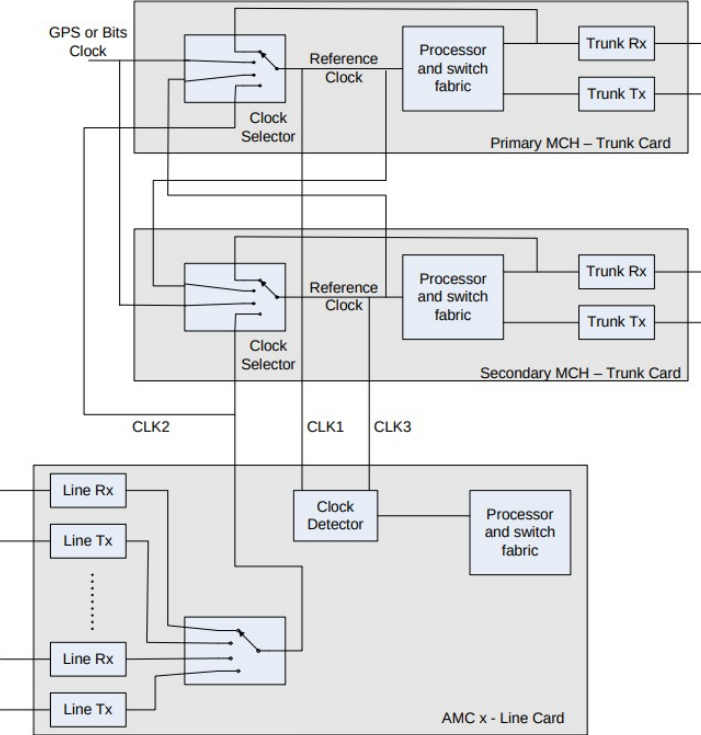 GPS or Bits
Clock
Reference
Clock
Clock
Selector
Processor
and switch
fabric
Trunk Rx
Trunk Tx
Primary MCH – Trunk Card
Reference
Clock
Clock
Selector
Processor
and switch
fabric
Trunk Rx
Trunk Tx
Secondary MCH – Trunk Card
CLK2
CLK1
CLK3
Line Rx
Line Tx
Line Rx
Line Tx
Clock
Detector
Processor
and switch
fabric
AMC x - Line Card